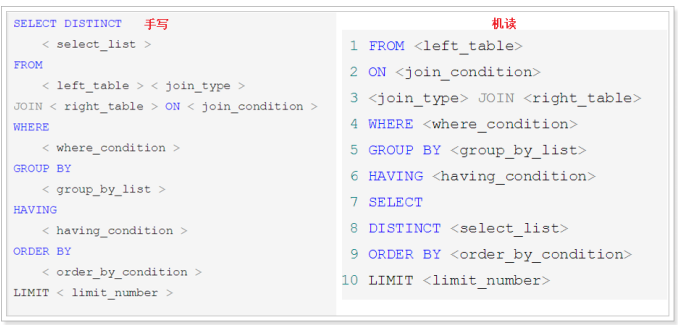 SELECT DISTINCT 手写
< select_list >
FROM
< left_table > < join_type >
JOIN < right_table > ON < join_condition >
WHERE
< where_condition >
GROUP BY
< group_by_list >
HAVING
< having_condition >
ORDER BY
< order_by_condition >
LIMIT < limit_number >
机读
1 FROM <left_table>
2 ON <join_condition>
3 <join_type> JOIN <right_table>
4 WHERE <where_condition>
5 GROUP BY <group_by_list>
6 HAVING <having_condition>
7 SELECT
8 DISTINCT <select_list>
9 ORDER BY <order_by_condition>
10 LIMIT <limit_number>